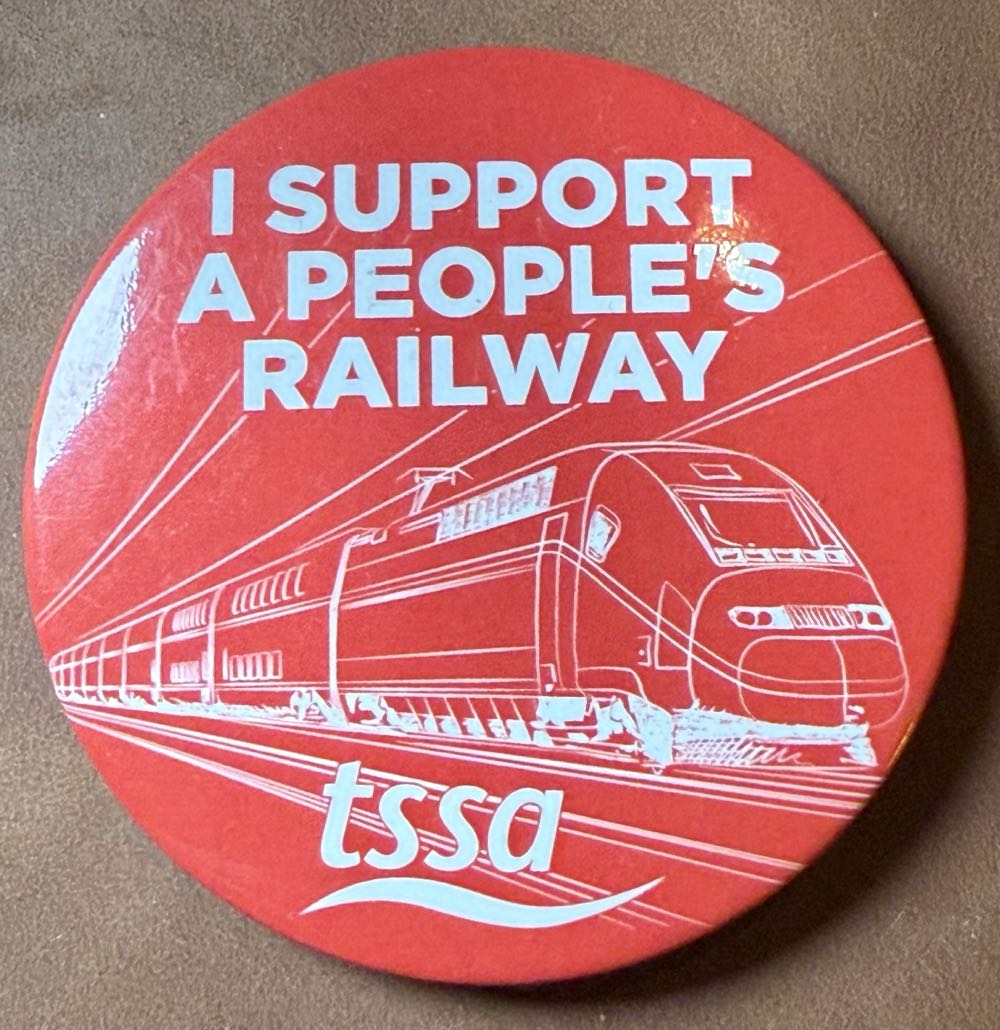 I SUPPORT
A PEOPLE'S
RAILWAY
tssa